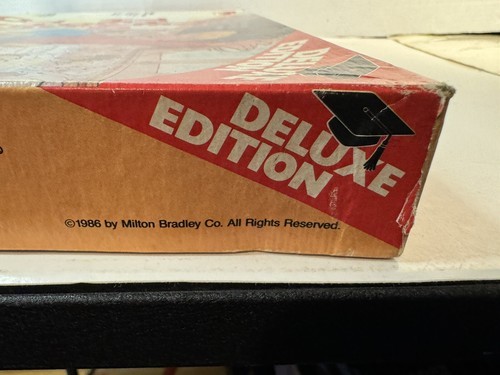 DELUXE
EDITION
©1986 by Milton Bradley Co. All Rights Reserved.